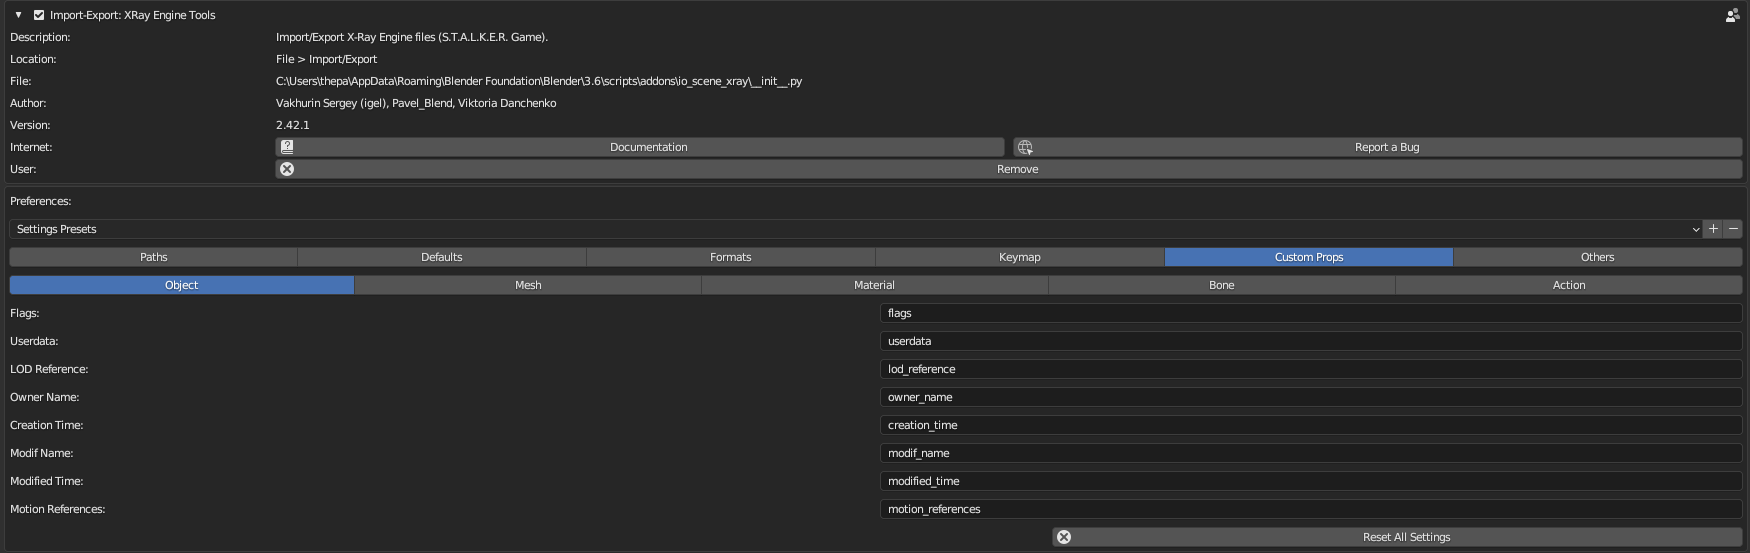 Import-Export: XRay Engine Tools
Description: Import/Export X-Ray Engine files (S.T.A.L.K.E.R. Game).
Location: File > Import/Export
File: C:\Users\thepa\AppData\Roaming\Blender Foundation\Blender\3.6\scripts\addons\io_scene_xray\__init__.py
Author: Vakhurin Sergey (igel), Pavel_Blend, Viktoria Danchenko
Version: 2.42.1
Internet: Documentation Report a Bug
User: Remove
Preferences:
Settings Presets
Paths Defaults Formats Keymap Custom Props Others
Object Mesh Material Bone Action
Flags: flags
Userdata: userdata
LOD Reference: lod_reference
Owner Name: owner_name
Creation Time: creation_time
Modif Name: modif_name
Modified Time: modified_time
Motion References: motion_references
Reset All Settings